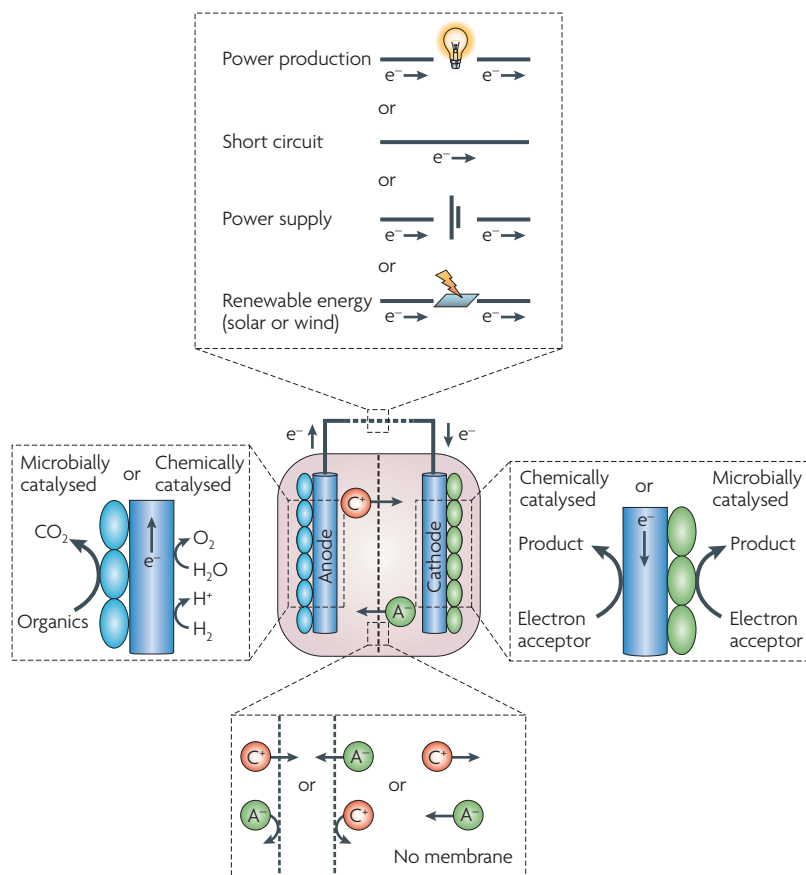 Power production
e⁻ e⁻
or
Short circuit
e⁻
or
Power supply
e⁻ e⁻
or
Renewable energy
(solar or wind)
e⁻ e⁻
e⁻ e⁻
Microbially
catalysed
or
Chemically
catalysed
CO₂
Organics
e⁻
O₂
H₂O
H⁺
H₂
C⁺
Anode
Cathode
A⁻
Chemically
catalysed
or
Microbially
catalysed
e⁻
Product
Electron
acceptor
Product
Electron
acceptor
C⁺ A⁻ C⁺
or or
A⁻ C⁺ A⁻
No membrane